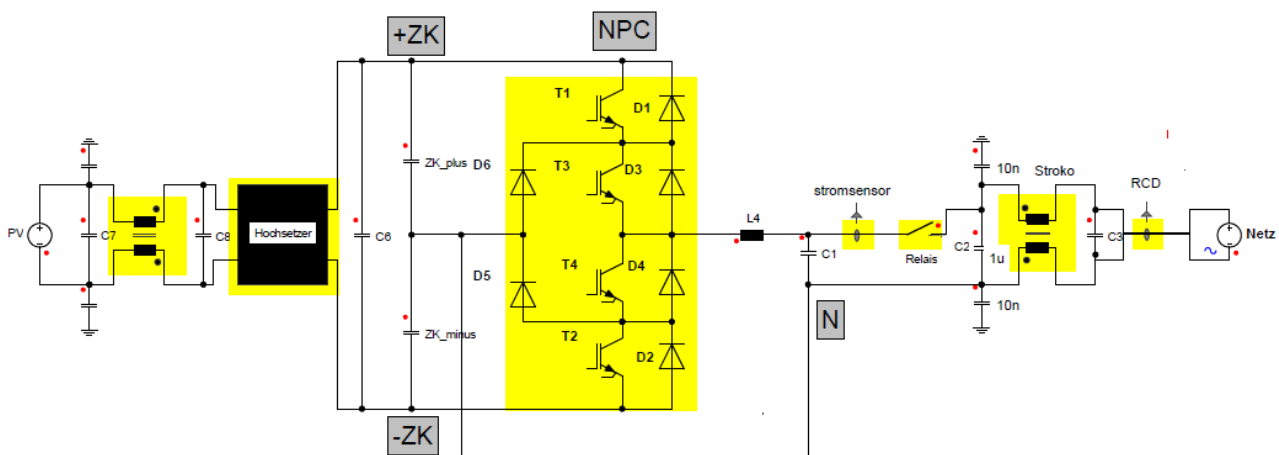 +ZK
NPC
T1
D1
ZK_plus
D6
T3
D3
10n
Stroko
RCD
stromsensor
PV
C7
C8
Hochsetzer
C6
L4
C1
Relais
C2
1u
C3
Netz
D5
T4
D4
10n
N
ZK_minus
T2
D2
-ZK